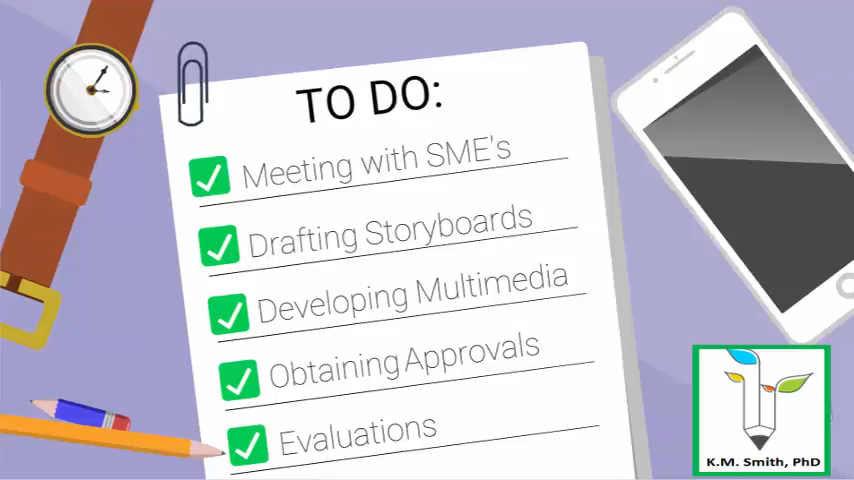 TO DO:
Meeting with SME's
Drafting Storyboards
Developing Multimedia
Obtaining Approvals
Evaluations
K.M. Smith, PhD